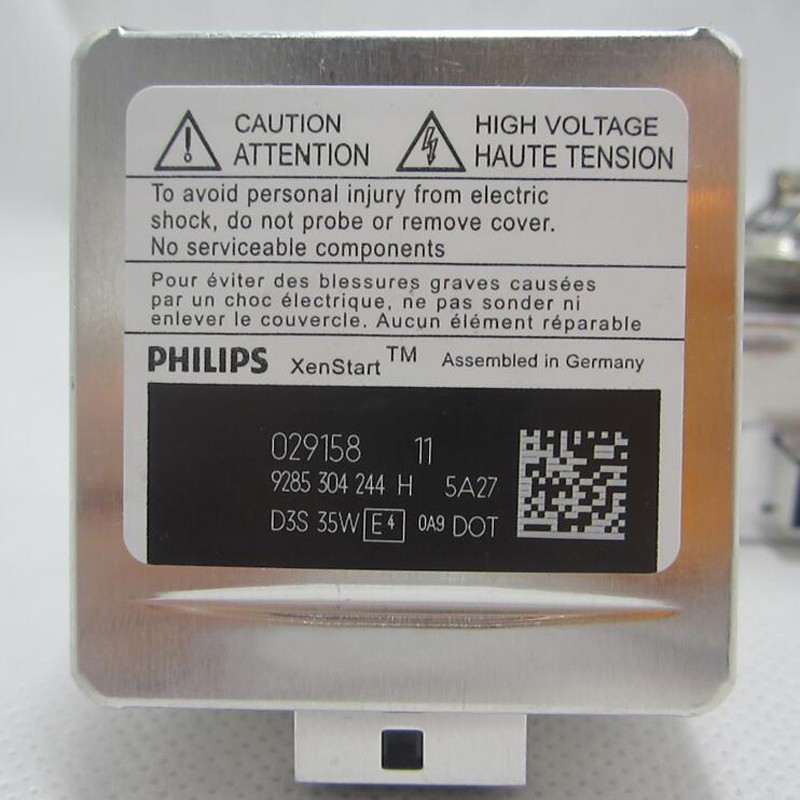 CAUTION
ATTENTION
HIGH VOLTAGE
HAUTE TENSION
To avoid personal injury from electric
shock, do not probe or remove cover.
No serviceable components
Pour éviter des blessures graves causées
par un choc électrique, ne pas sonder ni
enlever le couvercle. Aucun élément réparable
PHILIPS XenStart™ Assembled in Germany
029158 11
9285 304 244 H 5A27
D3S 35W E4 0A9 DOT